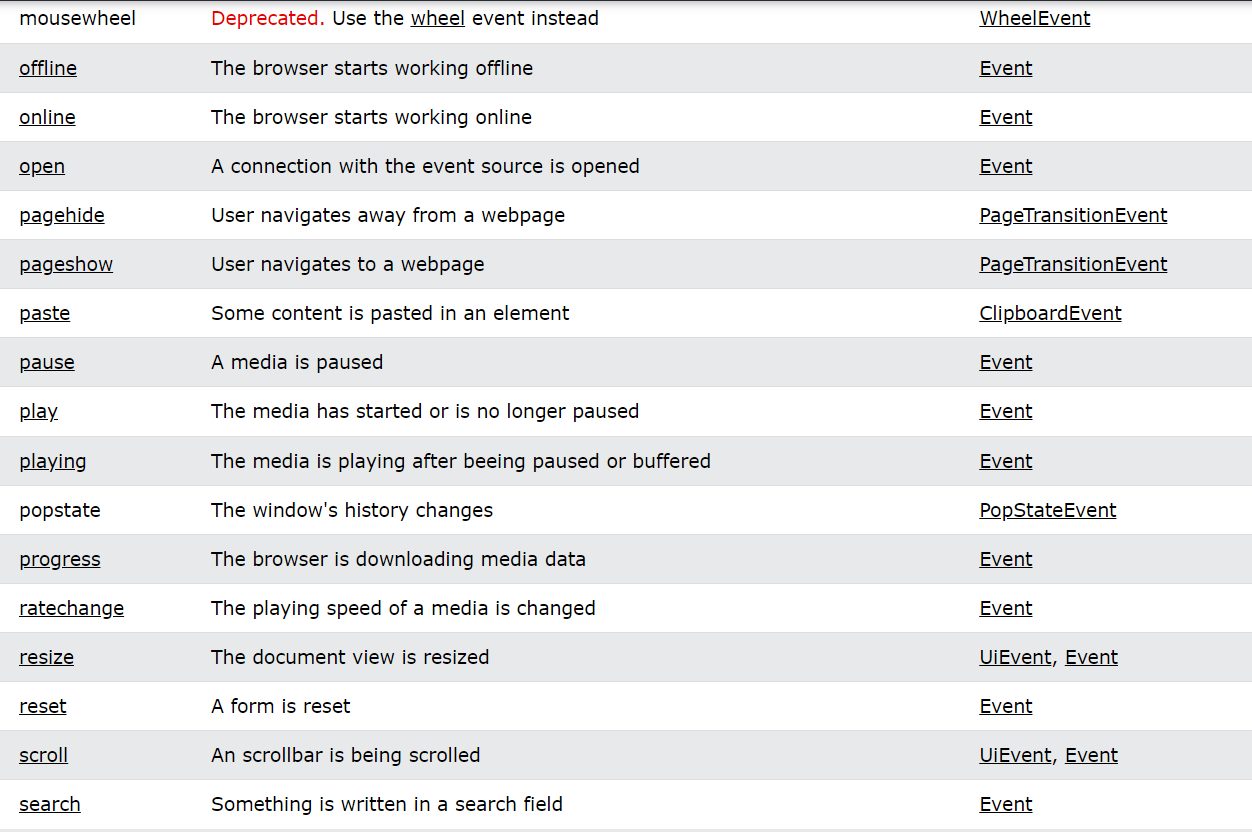 mousewheel Deprecated. Use the wheel event instead WheelEvent
offline The browser starts working offline Event
online The browser starts working online Event
open A connection with the event source is opened Event
pagehide User navigates away from a webpage PageTransitionEvent
pageshow User navigates to a webpage PageTransitionEvent
paste Some content is pasted in an element ClipboardEvent
pause A media is paused Event
play The media has started or is no longer paused Event
playing The media is playing after beeing paused or buffered Event
popstate The window's history changes PopStateEvent
progress The browser is downloading media data Event
ratechange The playing speed of a media is changed Event
resize The document view is resized UiEvent, Event
reset A form is reset Event
scroll An scrollbar is being scrolled UiEvent, Event
search Something is written in a search field Event